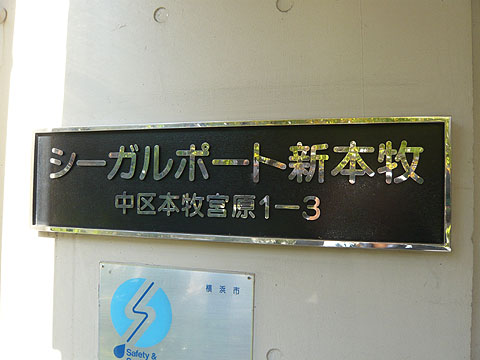 シーガルポート新本牧
中区本牧宮原1-3
横浜市
Safety &